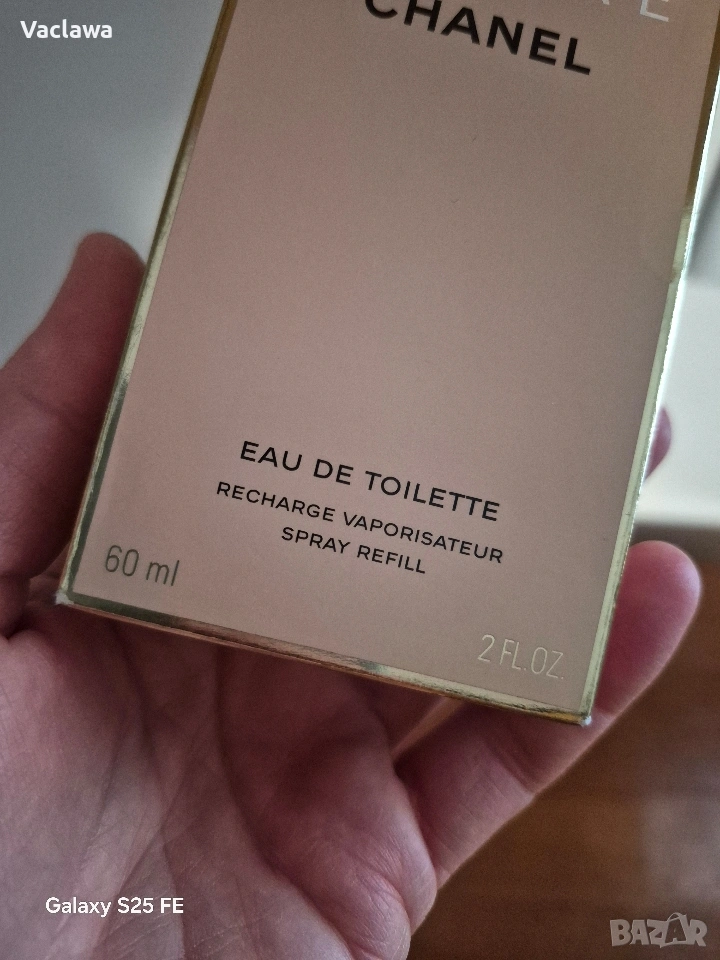 Vaclawa
CHANEL
EAU DE TOILETTE
RECHARGE VAPORISATEUR
SPRAY REFILL
60 ml
2 FL.OZ.
Galaxy S25 FE
BAZAR